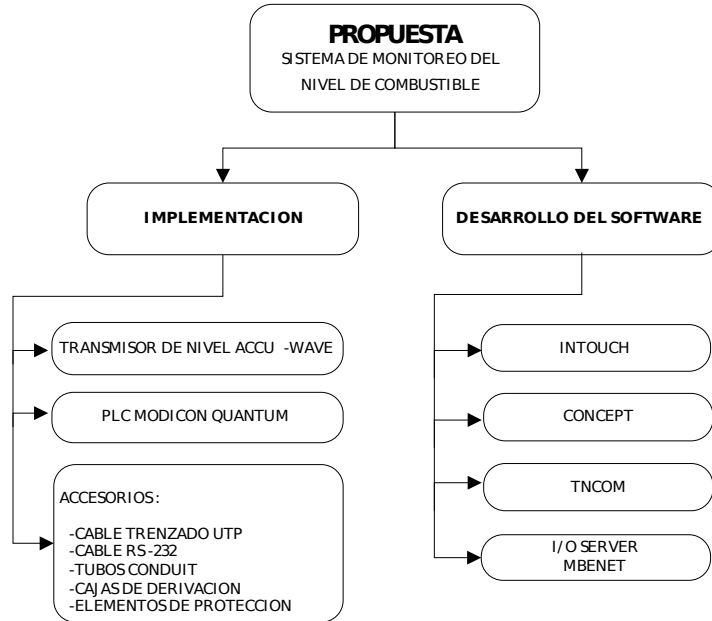 PROPUESTA
SISTEMA DE MONITOREO DEL
NIVEL DE COMBUSTIBLE
IMPLEMENTACION
DESARROLLO DEL SOFTWARE
TRANSMISOR DE NIVEL ACCU -WAVE
PLC MODICON QUANTUM
ACCESORIOS :
-CABLE TRENZADO UTP
-CABLE RS -232
-TUBOS CONDUIT
-CAJAS DE DERIVACION
-ELEMENTOS DE PROTECCION
INTOUCH
CONCEPT
TNCOM
I/O SERVER
MBENET